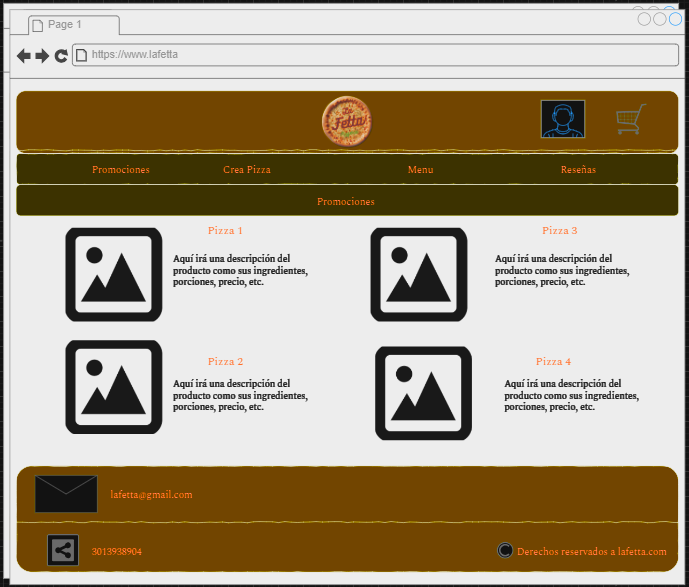 Page 1
https://www.lafetta
La
Fetta
Promociones Crea Pizza Menu Reseñas
Promociones
Pizza 1
Aquí irá una descripción del
producto como sus ingredientes,
porciones, precio, etc.
Pizza 3
Aquí irá una descripción del
producto como sus ingredientes,
porciones, precio, etc.
Pizza 2
Aquí irá una descripción del
producto como sus ingredientes,
porciones, precio, etc.
Pizza 4
Aquí irá una descripción del
producto como sus ingredientes,
porciones, precio, etc.
lafetta@gmail.com
3013938904
Derechos reservados a lafetta.com